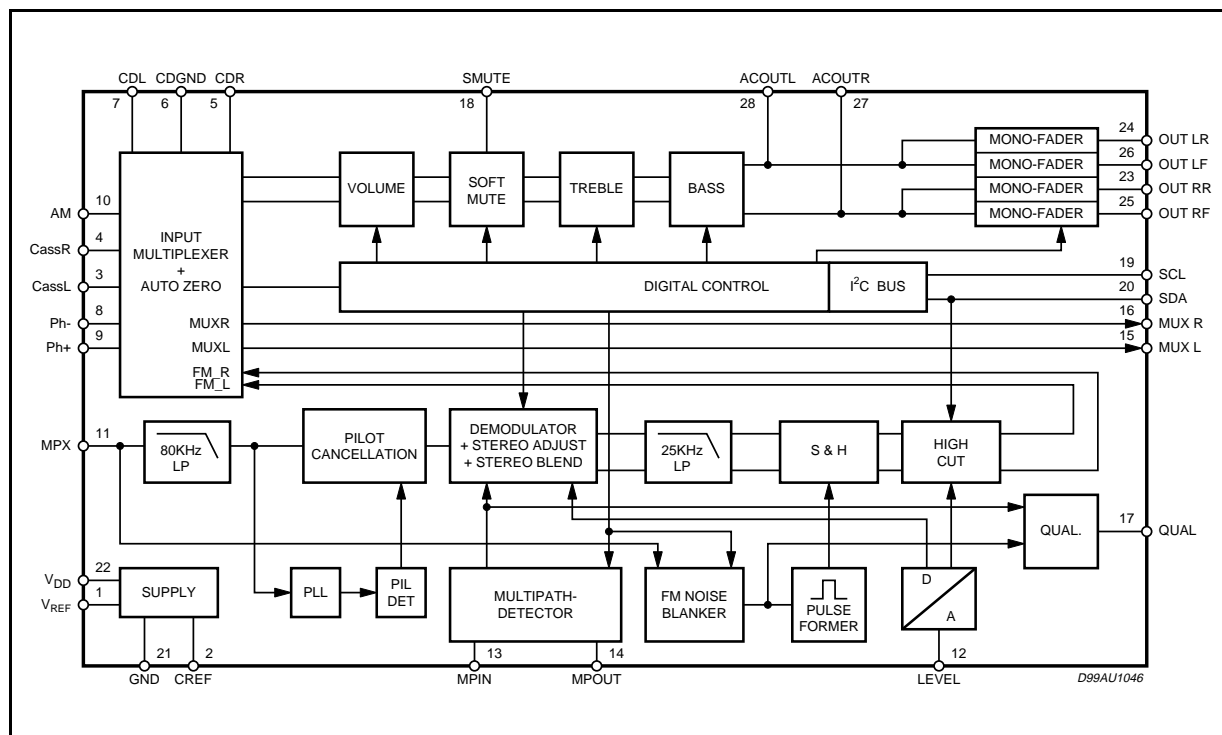 CDL CDGND CDR SMUTE ACOUTL ACOUTR
7 6 5 18 28 27
24
MONO-FADER OUT LR
26
MONO-FADER OUT LF
23
MONO-FADER OUT RR
25
MONO-FADER OUT RF
VOLUME
SOFT
MUTE
TREBLE
BASS
10
AM
4
CassR
3
CassL
8
Ph-
9
Ph+
INPUT
MULTIPLEXER
+
AUTO ZERO
MUXR
MUXL
FM_R
FM_L
DIGITAL CONTROL
I2C BUS
19
SCL
20
SDA
16
MUX R
15
MUX L
11
MPX
80KHz
LP
PILOT
CANCELLATION
DEMODULATOR
+ STEREO ADJUST
+ STEREO BLEND
25KHz
LP
S & H
HIGH
CUT
QUAL.
17
QUAL
22
VDD
1
VREF
SUPPLY
PLL
PIL
DET
MULTIPATH-
DETECTOR
FM NOISE
BLANKER
PULSE
FORMER
D
A
21 2 13 14 12
GND CREF MPIN MPOUT LEVEL
D99AU1046